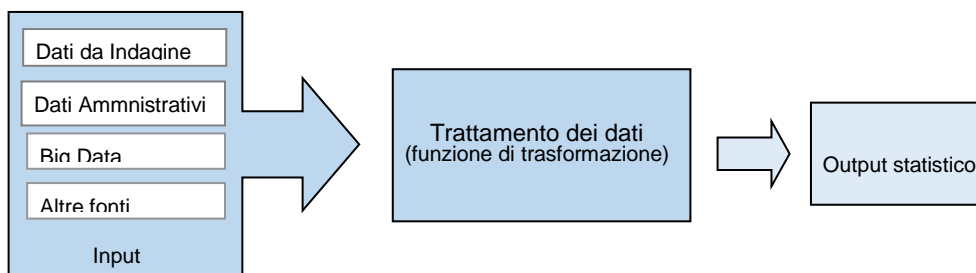 Dati da Indagine
Dati Ammnistrativi
Big Data
Altre fonti
Input
Trattamento dei dati
(funzione di trasformazione)
Output statistico